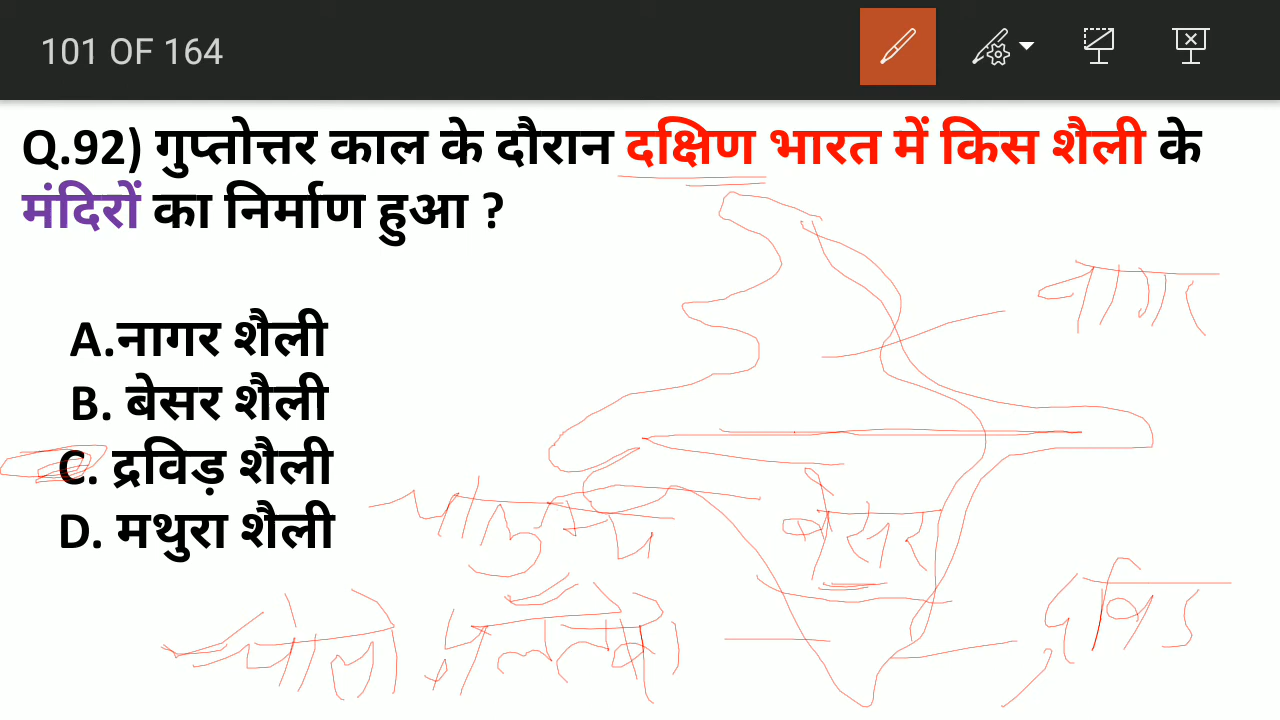 101 OF 164
Q.92) गुप्तोत्तर काल के दौरान दक्षिण भारत में किस शैली के
मंदिरों का निर्माण हुआ ?
नागर
A.नागर शैली
B. बेसर शैली
C. द्रविड़ शैली
D. मथुरा शैली
बेसर
द्रविड